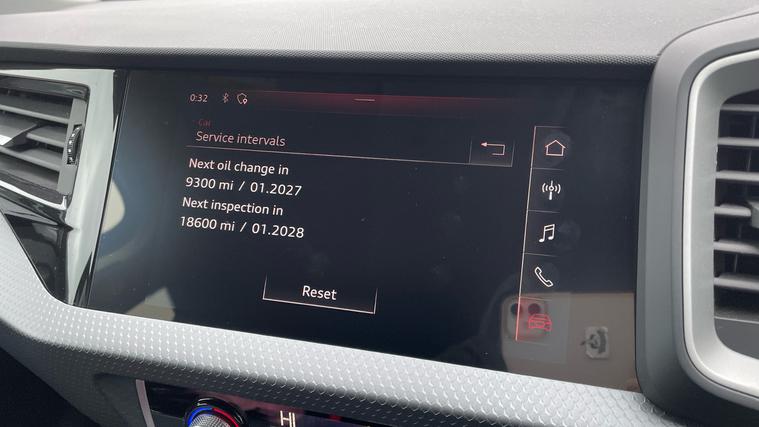 0:32
Car
Service intervals
Next oil change in
9300 mi / 01.2027
Next inspection in
18600 mi / 01.2028
Reset
HI